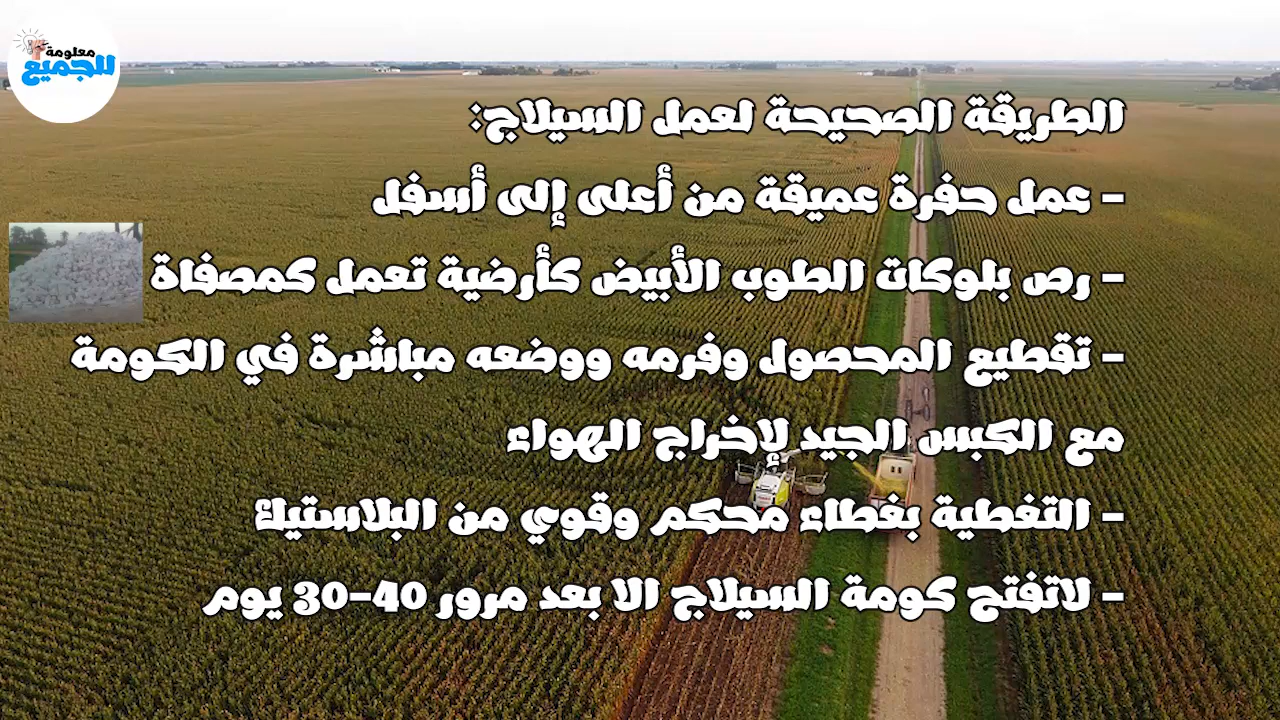 معلومة
للجميع
الطريقة الصحيحة لعمل السيلاج:
- عمل حفرة عميقة من أعلى إلى أسفل
- رص بلوكات الطوب الأبيض كأرضية تعمل كمصفاة
- تقطيع المحصول وفرمه ووضعه مباشرة في الكومة
مع الكبس الجيد لإخراج الهواء
- التغطية بغطاء محكم وقوي من البلاستيك
- لاتفتح كومة السيلاج الا بعد مرور 40-30 يوم